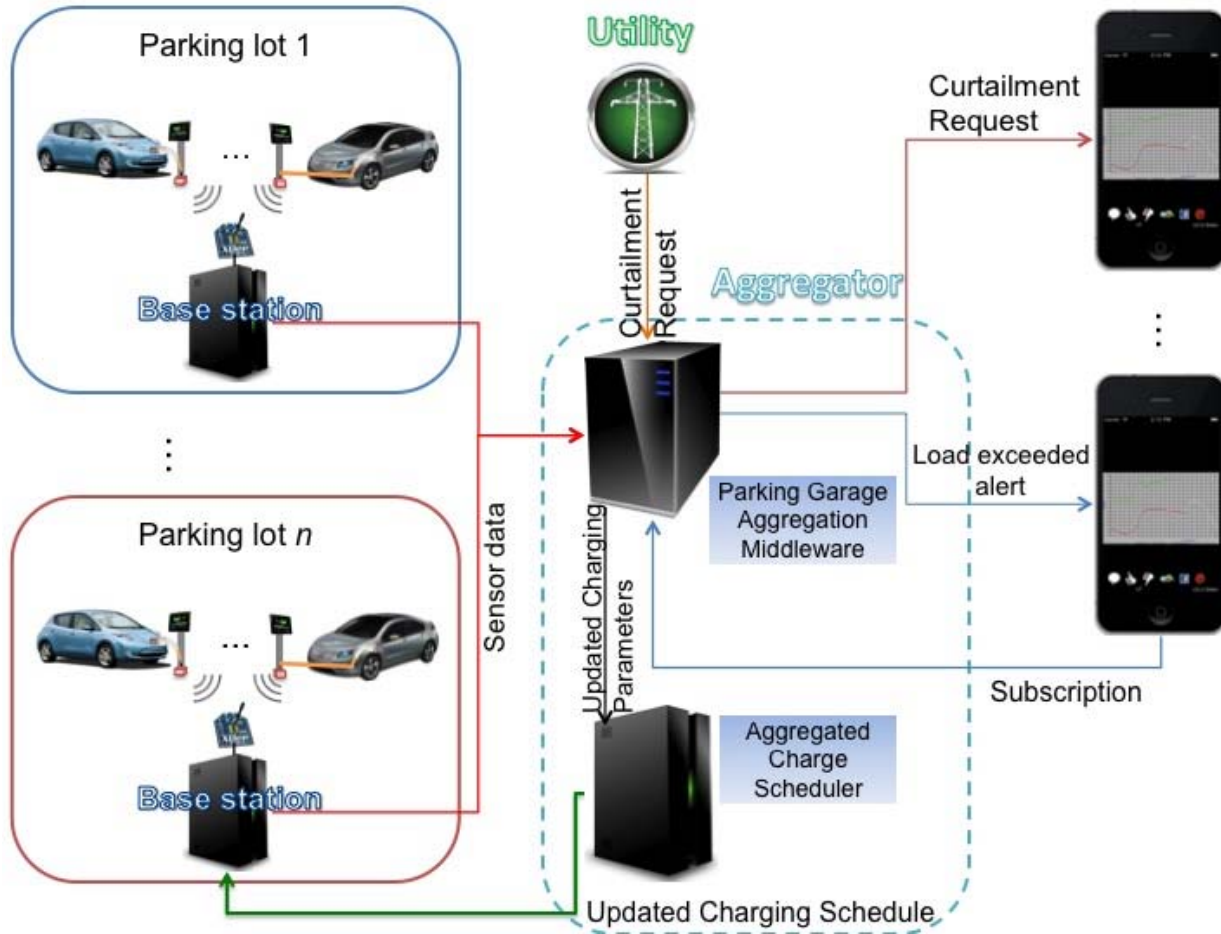 Parking lot 1
...
Base station
...
Parking lot n
...
Base station
Sensor data
Utility
Curtailment
Request
Aggregator
Parking Garage
Aggregation
Middleware
Updated Charging
Parameters
Aggregated
Charge
Scheduler
Updated Charging Schedule
Curtailment
Request
...
Load exceeded
alert
Subscription